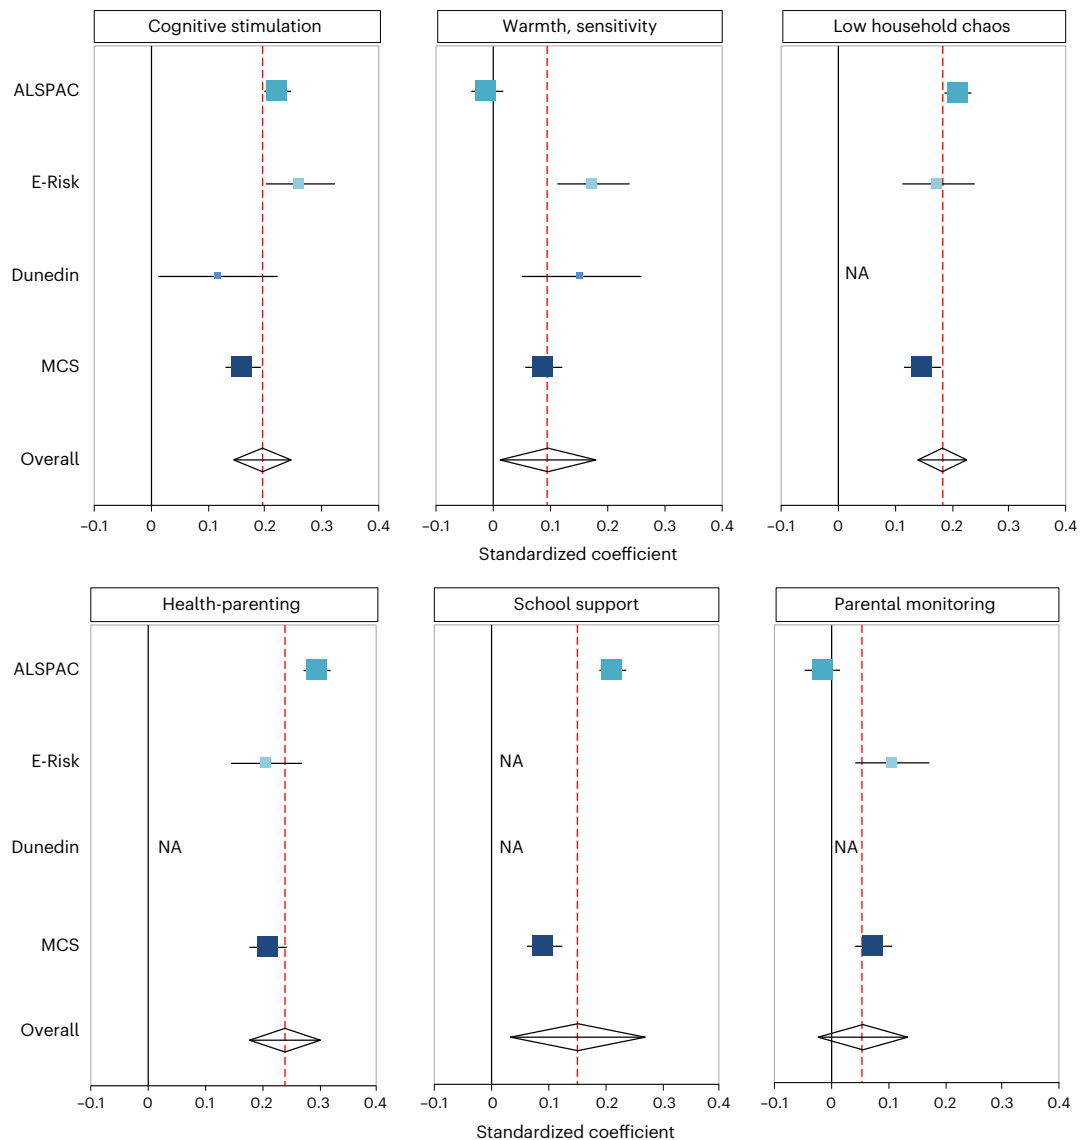 Cognitive stimulation
Warmth, sensitivity
Low household chaos
ALSPAC
E-Risk
Dunedin
NA
MCS
Overall
−0.1 0 0.1 0.2 0.3 0.4
−0.1 0 0.1 0.2 0.3 0.4
−0.1 0 0.1 0.2 0.3 0.4
Standardized coefficient
Health-parenting
School support
Parental monitoring
ALSPAC
E-Risk
NA
Dunedin
NA
NA
NA
MCS
Overall
−0.1 0 0.1 0.2 0.3 0.4
−0.1 0 0.1 0.2 0.3 0.4
−0.1 0 0.1 0.2 0.3 0.4
Standardized coefficient